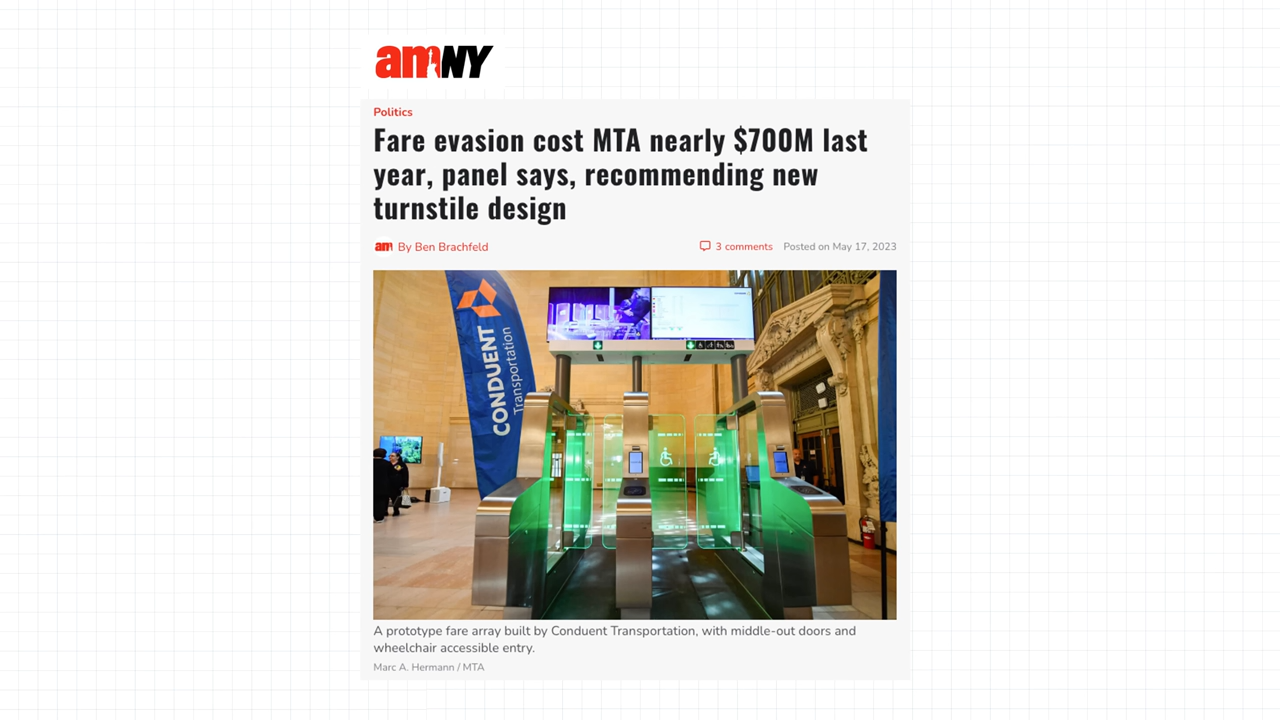 amNY
Politics
Fare evasion cost MTA nearly $700M last
year, panel says, recommending new
turnstile design
am By Ben Brachfeld
3 comments Posted on May 17, 2023
CONDUENT
Transportation
A prototype fare array built by Conduent Transportation, with middle-out doors and
wheelchair accessible entry.
Marc A. Hermann / MTA